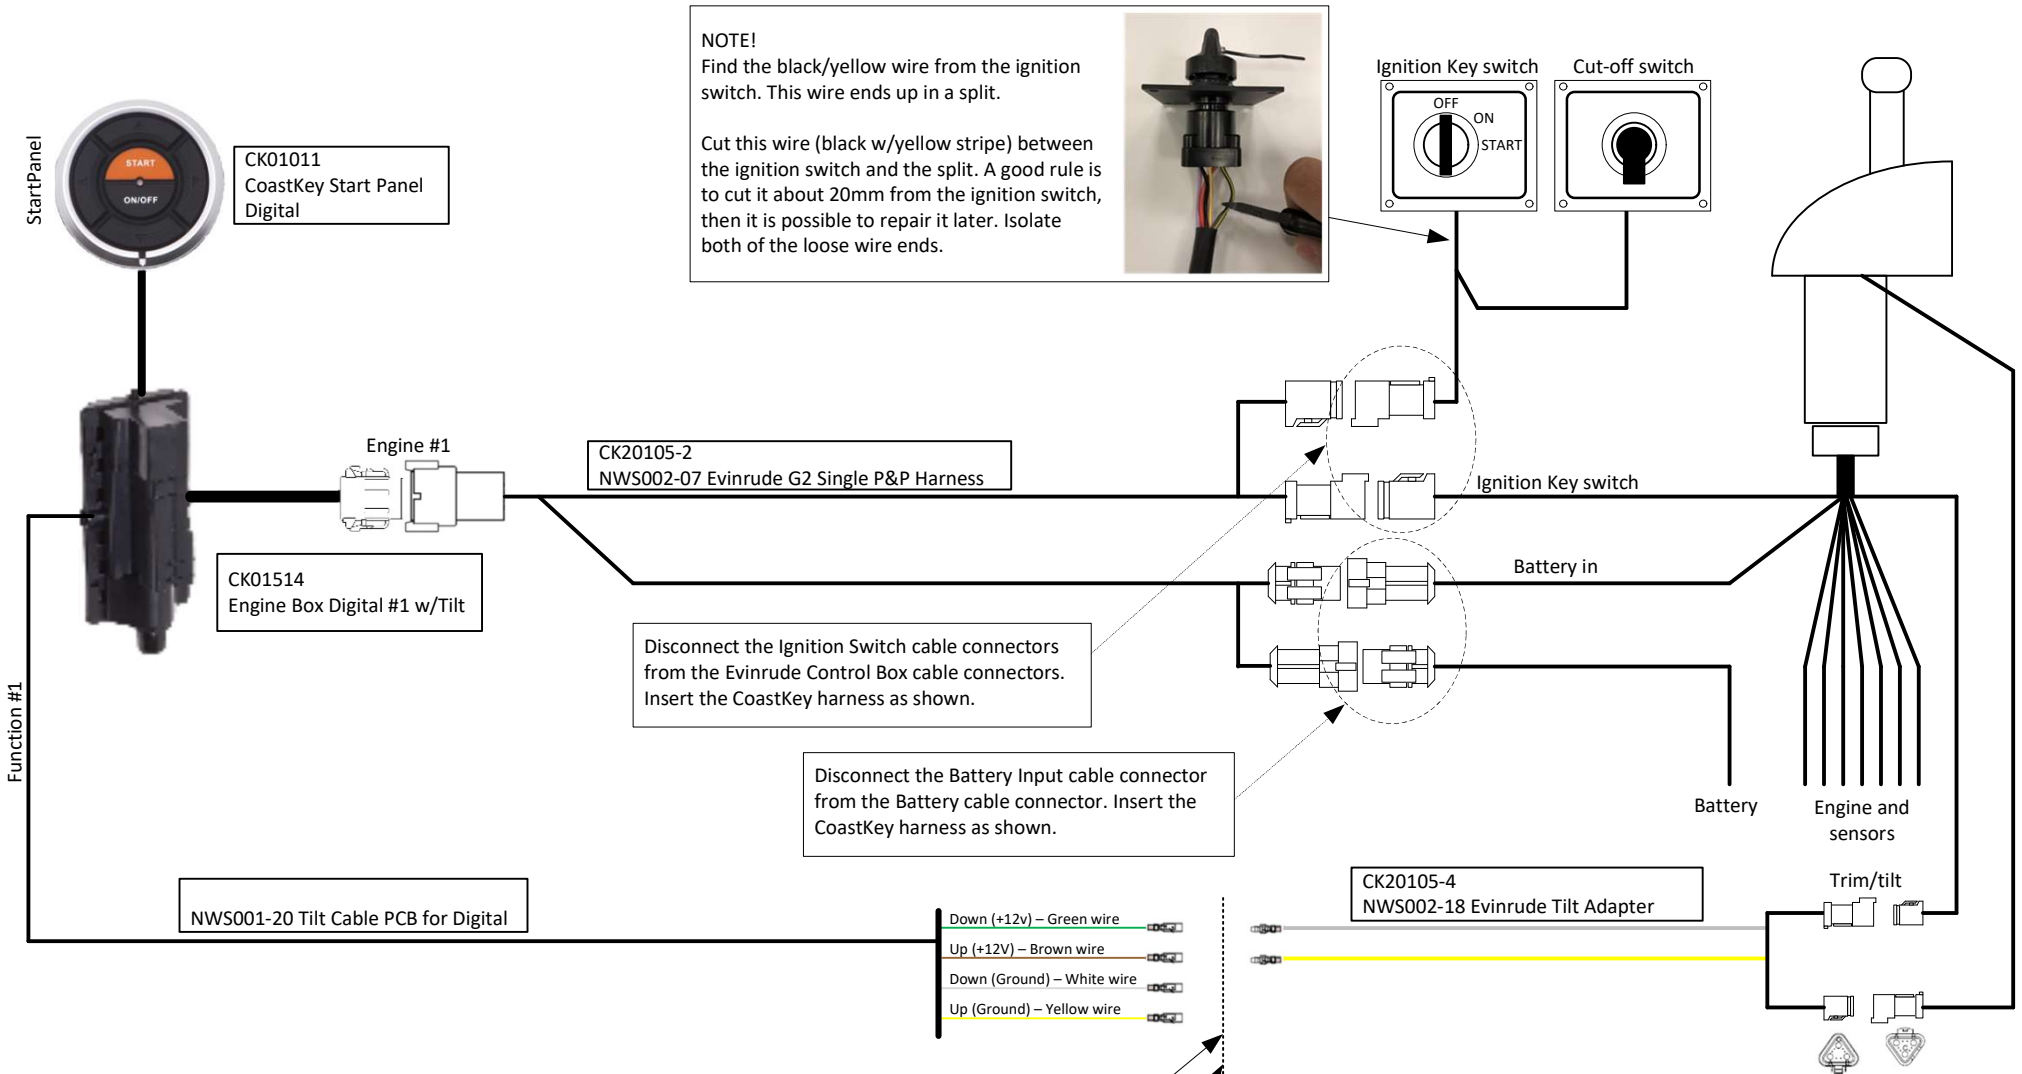 NOTE!
Find the black/yellow wire from the ignition
switch. This wire ends up in a split.
Cut this wire (black w/yellow stripe) between
the ignition switch and the split. A good rule is
to cut it about 20mm from the ignition switch,
then it is possible to repair it later. Isolate
both of the loose wire ends.
Ignition Key switch
Cut-off switch
OFF
ON
START
StartPanel
START
ON/OFF
CK01011
CoastKey Start Panel
Digital
Engine #1
CK20105-2
NWS002-07 Evinrude G2 Single P&P Harness
Ignition Key switch
CK01514
Engine Box Digital #1 w/Tilt
Battery in
Disconnect the Ignition Switch cable connectors
from the Evinrude Control Box cable connectors.
Insert the CoastKey harness as shown.
Function #1
Disconnect the Battery Input cable connector
from the Battery cable connector. Insert the
CoastKey harness as shown.
Battery
Engine and
sensors
NWS001-20 Tilt Cable PCB for Digital
CK20105-4
NWS002-18 Evinrude Tilt Adapter
Trim/tilt
Down (+12v) – Green wire
Up (+12V) – Brown wire
Down (Ground) – White wire
Up (Ground) – Yellow wire